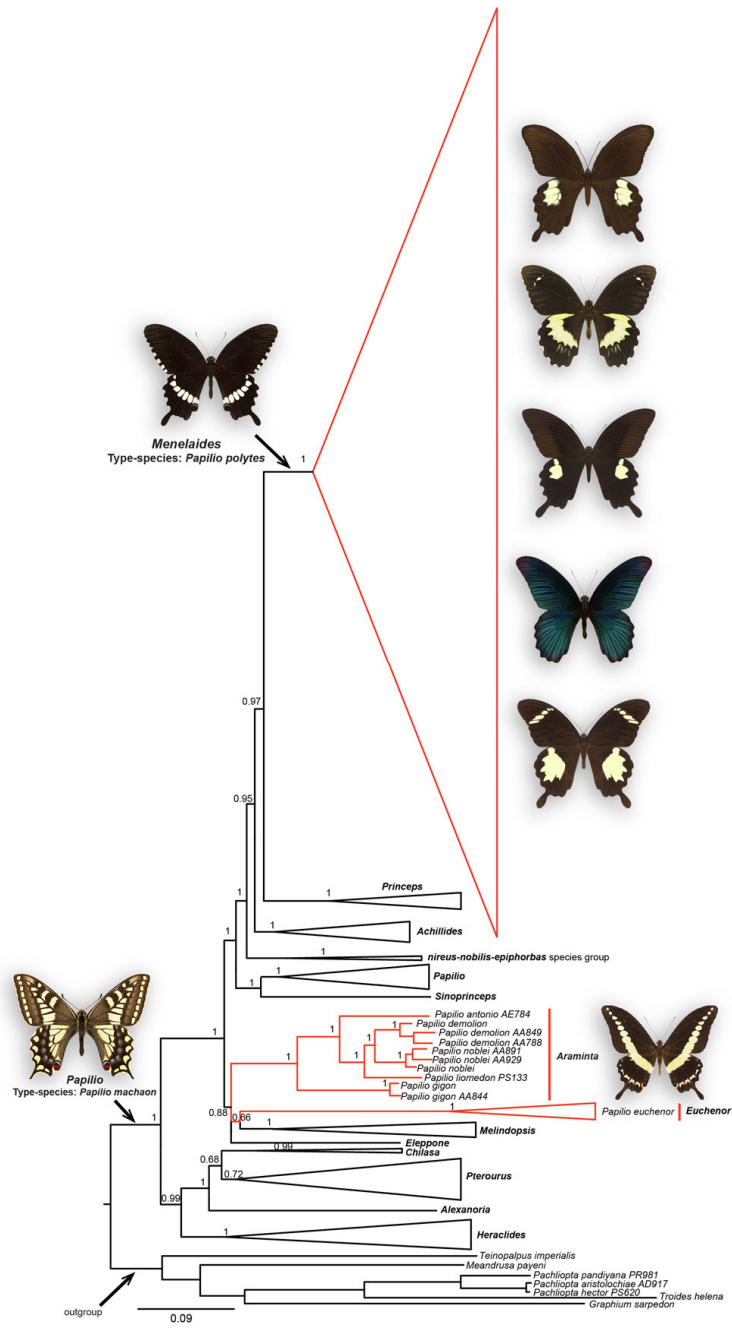 Menelaides
Type-species: Papilio polytes
1
0.97
0.95
1
Princeps
1
Achillides
1
1
nireus-nobilis-epiphorbas species group
1
Papilio
1
1
Sinoprinceps
Papilio
Type-species: Papilio machaon
1
1
Papilio antonio AE784
Papilio demolion
1
Papilio demolion AA849
1
Papilio demolion AA788
1
Papilio noblei AA891
1
Papilio noblei AA929
1
Papilio noblei
1
Papilio liomedon PS133
Papilio gigon
1
Papilio gigon AA844
Araminta
0.88
0.66
1
Papilio euchenor
Euchenor
1
Melindopsis
Eleppone
0.99
Chilasa
0.68
0.72
Pterourus
0.99
Alexanoria
1
Heraclides
Teinopalpus imperialis
Meandrusa payeni
Pachliopta pandiyana PR981
Pachliopta aristolochiae AD917
Pachliopta hector PS620
Troides helena
Graphium sarpedon
outgroup
0.09